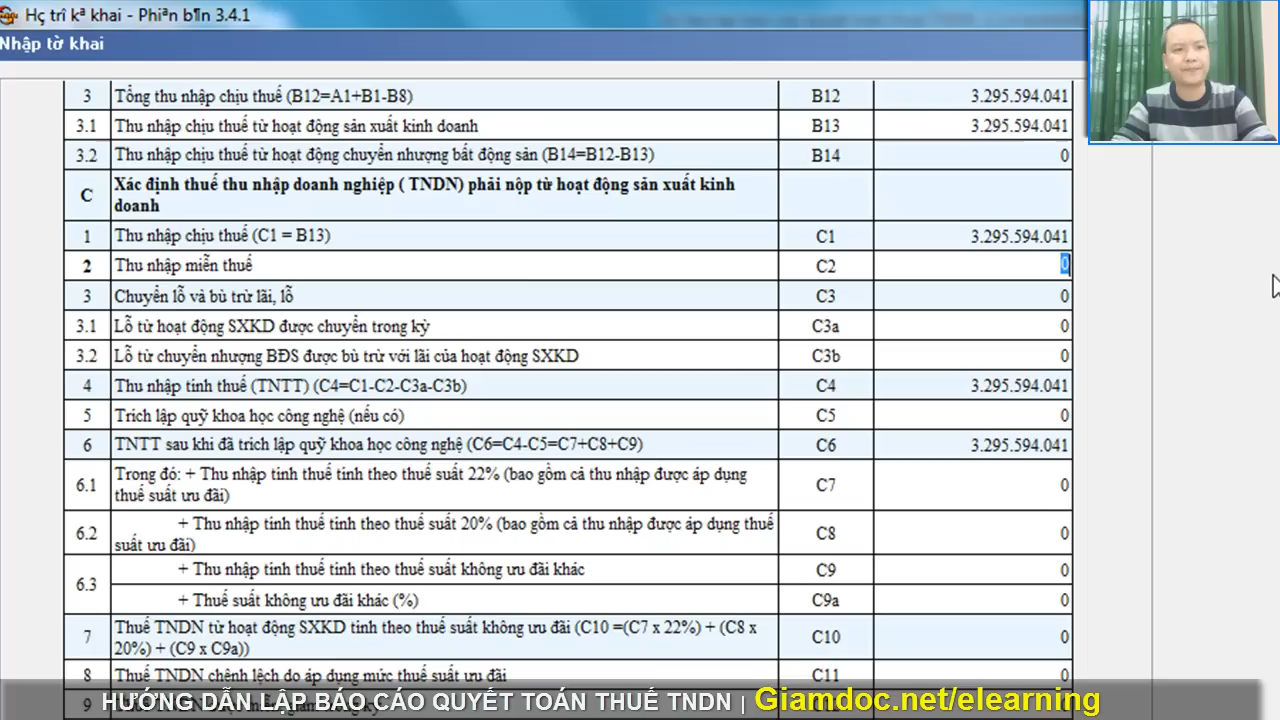 Hç trî kª khai - Phiªn b¶n 3.4.1
Nhập tờ khai
3 Tổng thu nhập chịu thuế (B12=A1+B1-B8) B12 3.295.594.041
3.1 Thu nhập chịu thuế từ hoạt động sản xuất kinh doanh B13 3.295.594.041
3.2 Thu nhập chịu thuế từ hoạt động chuyển nhượng bất động sản (B14=B12-B13) B14 0
C Xác định thuế thu nhập doanh nghiệp ( TNDN) phải nộp từ hoạt động sản xuất kinh
doanh
1 Thu nhập chịu thuế (C1 = B13) C1 3.295.594.041
2 Thu nhập miễn thuế C2 0
3 Chuyển lỗ và bù trừ lãi, lỗ C3 0
3.1 Lỗ từ hoạt động SXKD được chuyển trong kỳ C3a 0
3.2 Lỗ từ chuyển nhượng BĐS được bù trừ với lãi của hoạt động SXKD C3b 0
4 Thu nhập tính thuế (TNTT) (C4=C1-C2-C3a-C3b) C4 3.295.594.041
5 Trích lập quỹ khoa học công nghệ (nếu có) C5 0
6 TNTT sau khi đã trích lập quỹ khoa học công nghệ (C6=C4-C5=C7+C8+C9) C6 3.295.594.041
6.1 Trong đó: + Thu nhập tính thuế tính theo thuế suất 22% (bao gồm cả thu nhập được áp dụng
thuế suất ưu đãi) C7 0
6.2 + Thu nhập tính thuế tính theo thuế suất 20% (bao gồm cả thu nhập được áp dụng thuế
suất ưu đãi) C8 0
6.3 + Thu nhập tính thuế tính theo thuế suất không ưu đãi khác C9 0
+ Thuế suất không ưu đãi khác (%) C9a 0
7 Thuế TNDN từ hoạt động SXKD tính theo thuế suất không ưu đãi (C10 =(C7 x 22%) + (C8 x
20%) + (C9 x C9a)) C10 0
8 Thuế TNDN chênh lệch do áp dụng mức thuế suất ưu đãi C11 0
9
HƯỚNG DẪN LẬP BÁO CÁO QUYẾT TOÁN THUẾ TNDN | Giamdoc.net/elearning